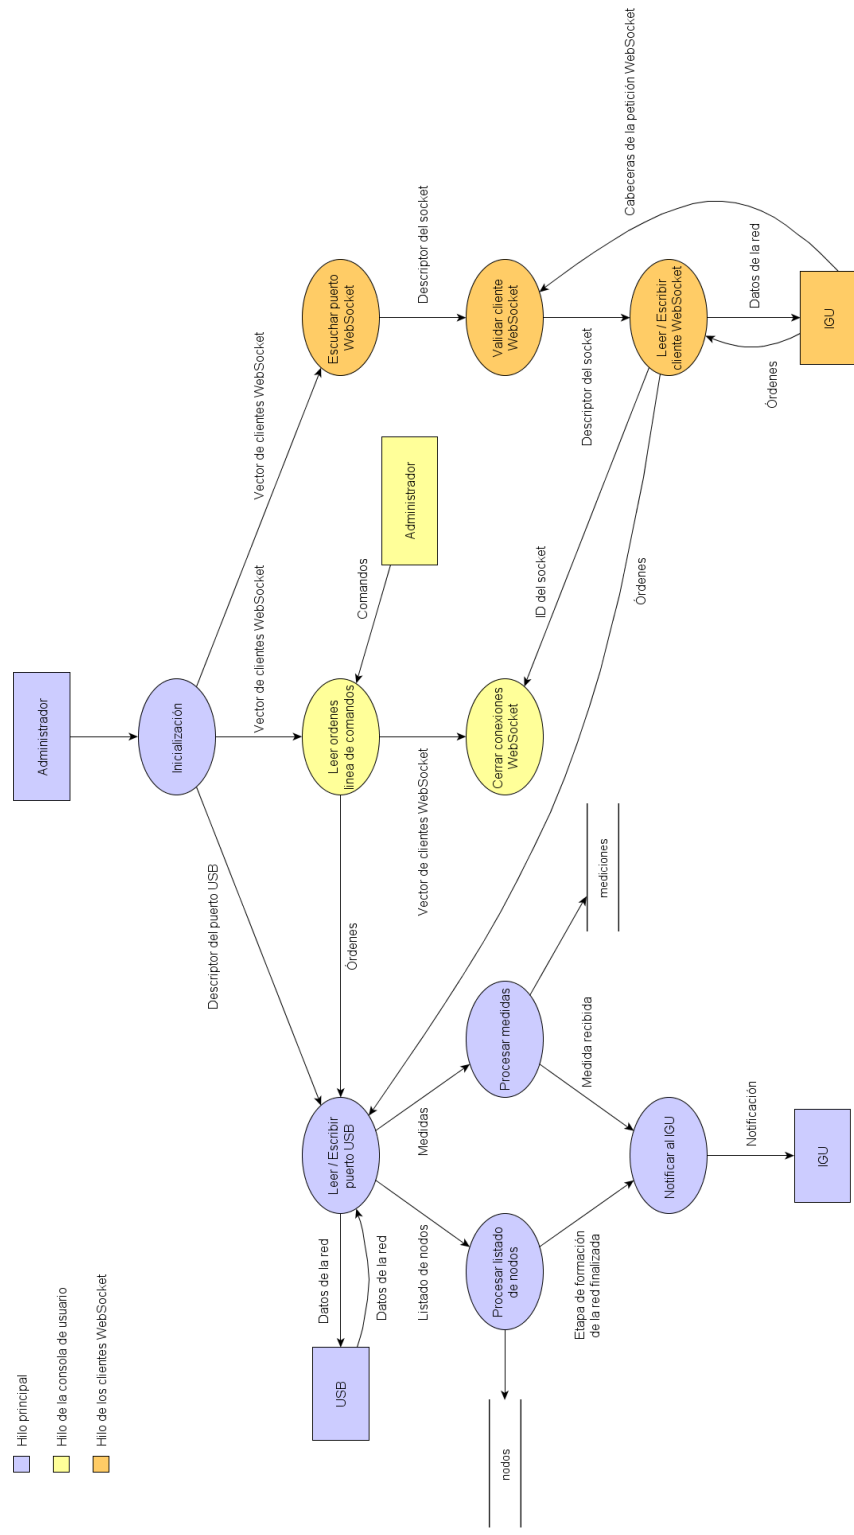 Hilo principal
Hilo de la consola de usuario
Hilo de los clientes WebSocket
Administrador
Inicialización
Descriptor del puerto USB
Vector de clientes WebSocket
Vector de clientes WebSocket
USB
Datos de la red
Datos de la red
Leer / Escribir
puerto USB
Órdenes
Leer ordenes
linea de comandos
Comandos
Administrador
Escuchar puerto
WebSocket
Listado de nodos
Medidas
Vector de clientes WebSocket
Descriptor del socket
nodos
Procesar listado
de nodos
Procesar medidas
Cerrar conexiones
WebSocket
ID del socket
Validar cliente
WebSocket
Etapa de formación
de la red finalizada
Medida recibida
mediciones
Órdenes
Descriptor del socket
Cabeceras de la petición WebSocket
Notificar al IGU
Leer / Escribir
cliente WebSocket
Notificación
Órdenes
Datos de la red
IGU
IGU